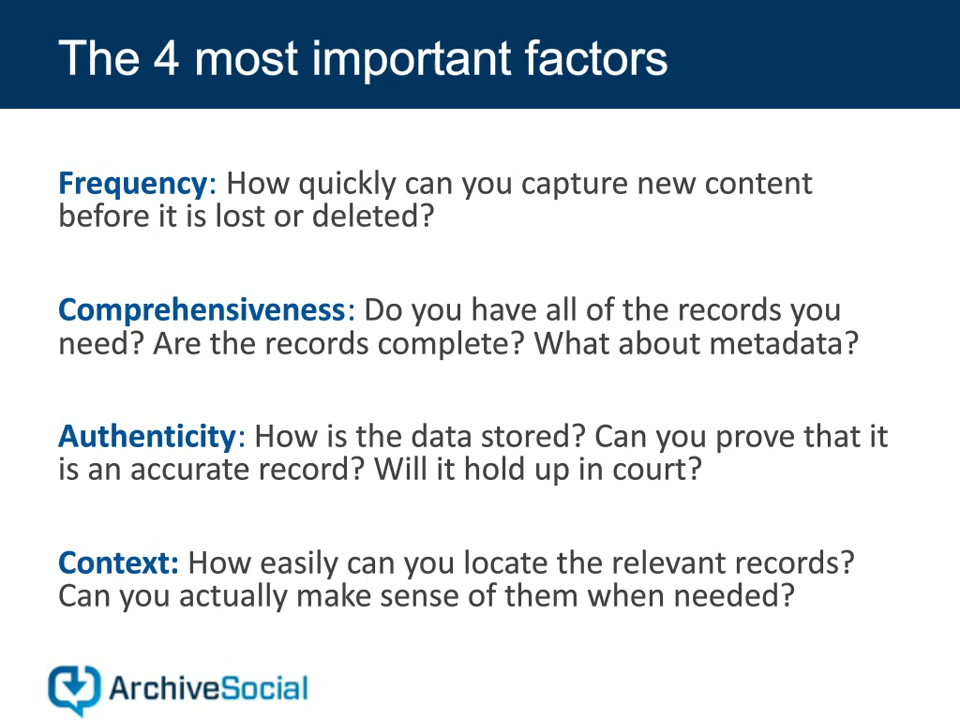 The 4 most important factors
Frequency: How quickly can you capture new content
before it is lost or deleted?
Comprehensiveness: Do you have all of the records you
need? Are the records complete? What about metadata?
Authenticity: How is the data stored? Can you prove that it
is an accurate record? Will it hold up in court?
Context: How easily can you locate the relevant records?
Can you actually make sense of them when needed?
ArchiveSocial